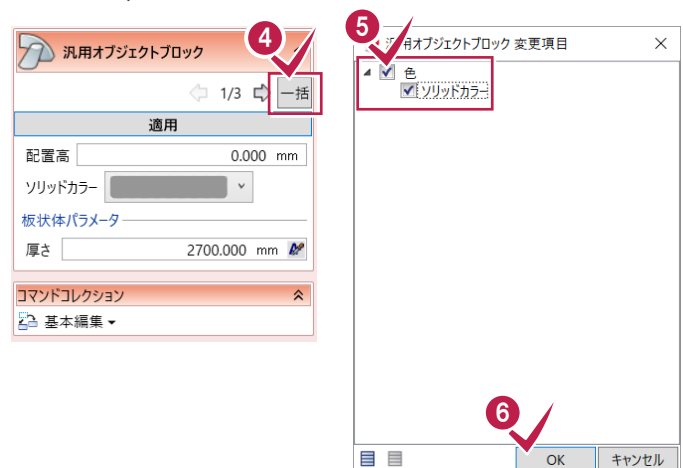 4
汎用オブジェクトブロック
1/3
一括
適用
配置高 0.000 mm
ソリッドカラー
板状体パラメータ
厚さ 2700.000 mm
コマンドコレクション
基本編集
5
汎用オブジェクトブロック 変更項目
色
ソリッドカラー
6
OK キャンセル